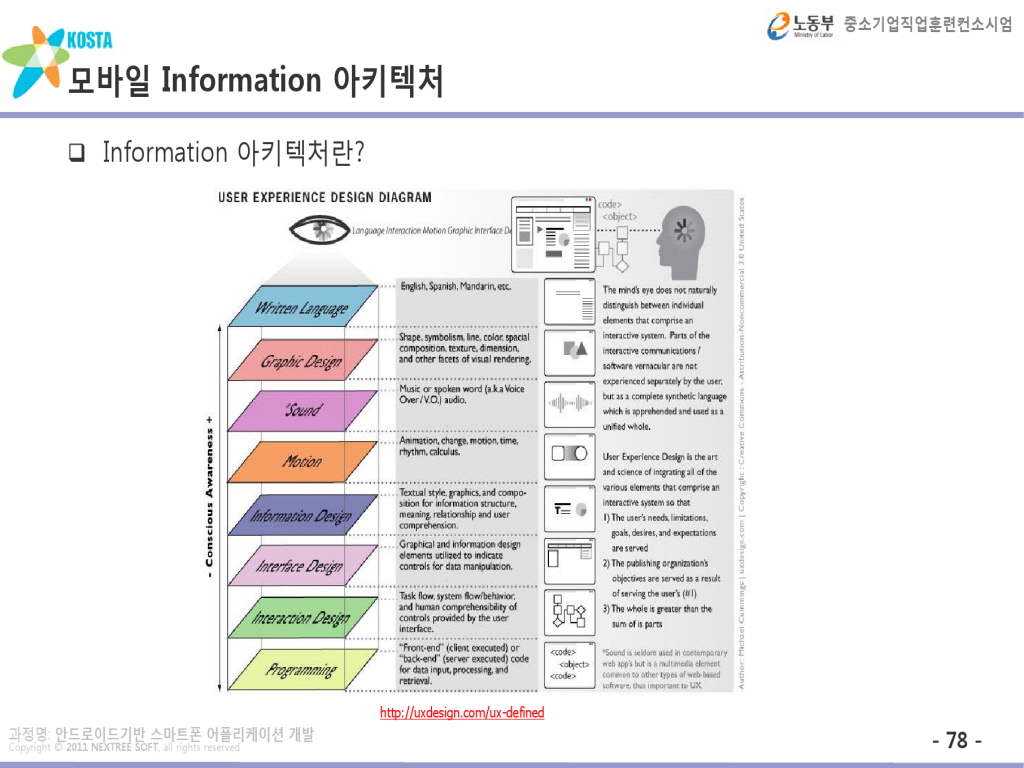 KOSTA
노동부
Ministry of Labor
중소기업직업훈련컨소시엄
모바일 Information 아키텍처
Information 아키텍처란?
USER EXPERIENCE DESIGN DIAGRAM
Language Interaction Motion Graphic Interface De
code>
<object>
Written Language
English, Spanish, Mandarin, etc.
Graphic Design
Shape, symbolism, line, color, spacial
composition, texture, dimension,
and other facets of visual rendering.
*Sound
Music or spoken word (a.k.a Voice
Over / V.O.) audio.
Motion
Animation, change, motion, time,
rhythm, calculus.
Information Design
Textual style, graphics, and compo-
sition for information structure,
meaning, relationship and user
comprehension.
Interface Design
Graphical and information design
elements utilized to indicate
controls for data manipulation.
Interaction Design
Task flow, system flow/behavior,
and human comprehensibility of
controls provided by the user
interface.
Programming
"Front-end" (client executed) or
"back-end" (server executed) code
for data input, processing, and
retrieval.
- Conscious Awareness +
T=
<code>
<object>
<code>
The mind's eye does not naturally
distinguish between individual
elements that comprise an
interactive system. Parts of the
interactive communications /
software vernacular are not
experienced separately by the user,
but as a complete synthetic language
which is apprehended and used as a
unified whole.
User Experience Design is the art
and science of intgrating all of the
various elements that comprise an
interactive system so that
1) The user's needs, limitations,
goals, desires, and expectations
are served
2) The publishing organization's
objectives are served as a result
of serving the user's (#1)
3) The whole is greater than the
sum of is parts
*Sound is seldom used in contemporary
web app's but is a multimedia element
common to other types of web-based
software, thus important to UX.
Author: Michael Cummings | uxdesign.com | Copyright : Creative Commons - Attribution-Noncommercial 3.0 United States
http://uxdesign.com/ux-defined
과정명: 안드로이드기반 스마트폰 어플리케이션 개발
Copyright © 2011 NEXTREE SOFT, all rights reserved
- 78 -